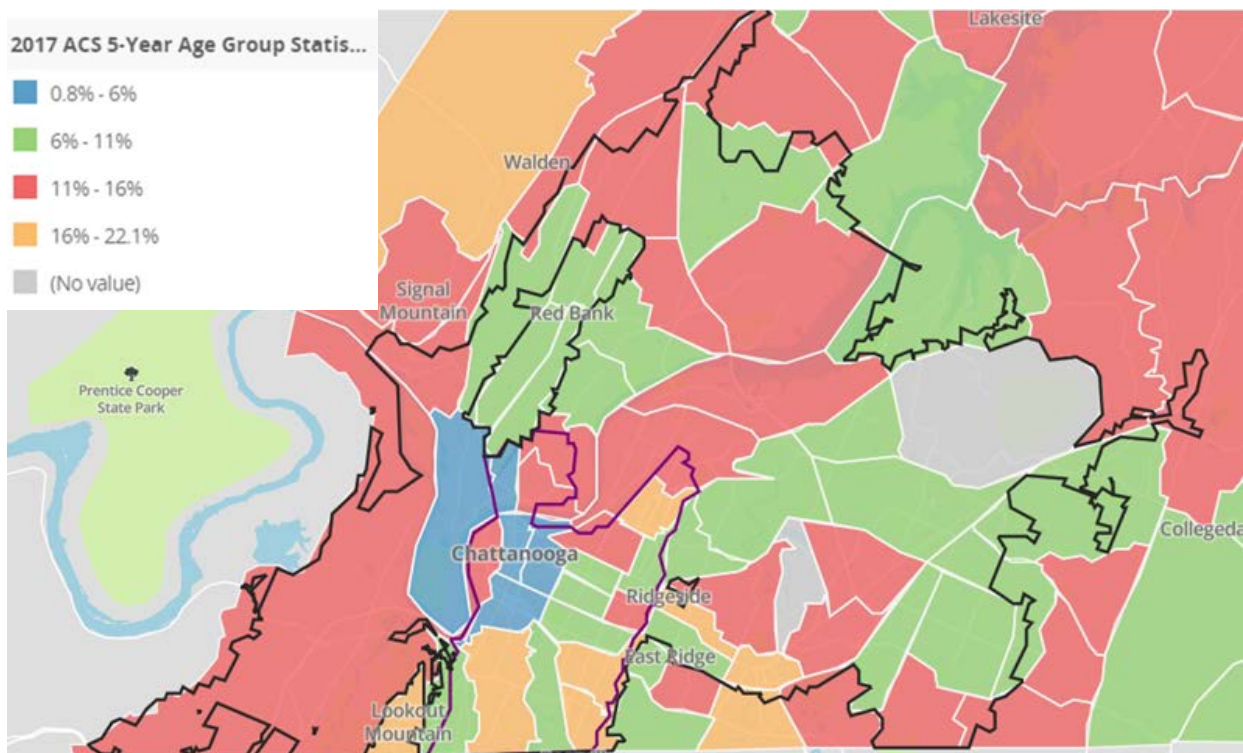 2017 ACS 5-Year Age Group Statis...
0.8% - 6%
6% - 11%
11% - 16%
16% - 22.1%
(No value)
Lakesite
Walden
Signal
Mountain
Red Bank
Prentice Cooper
State Park
Chattanooga
Collegeda
Ridgeside
East Ridge
Lookout
Mountain